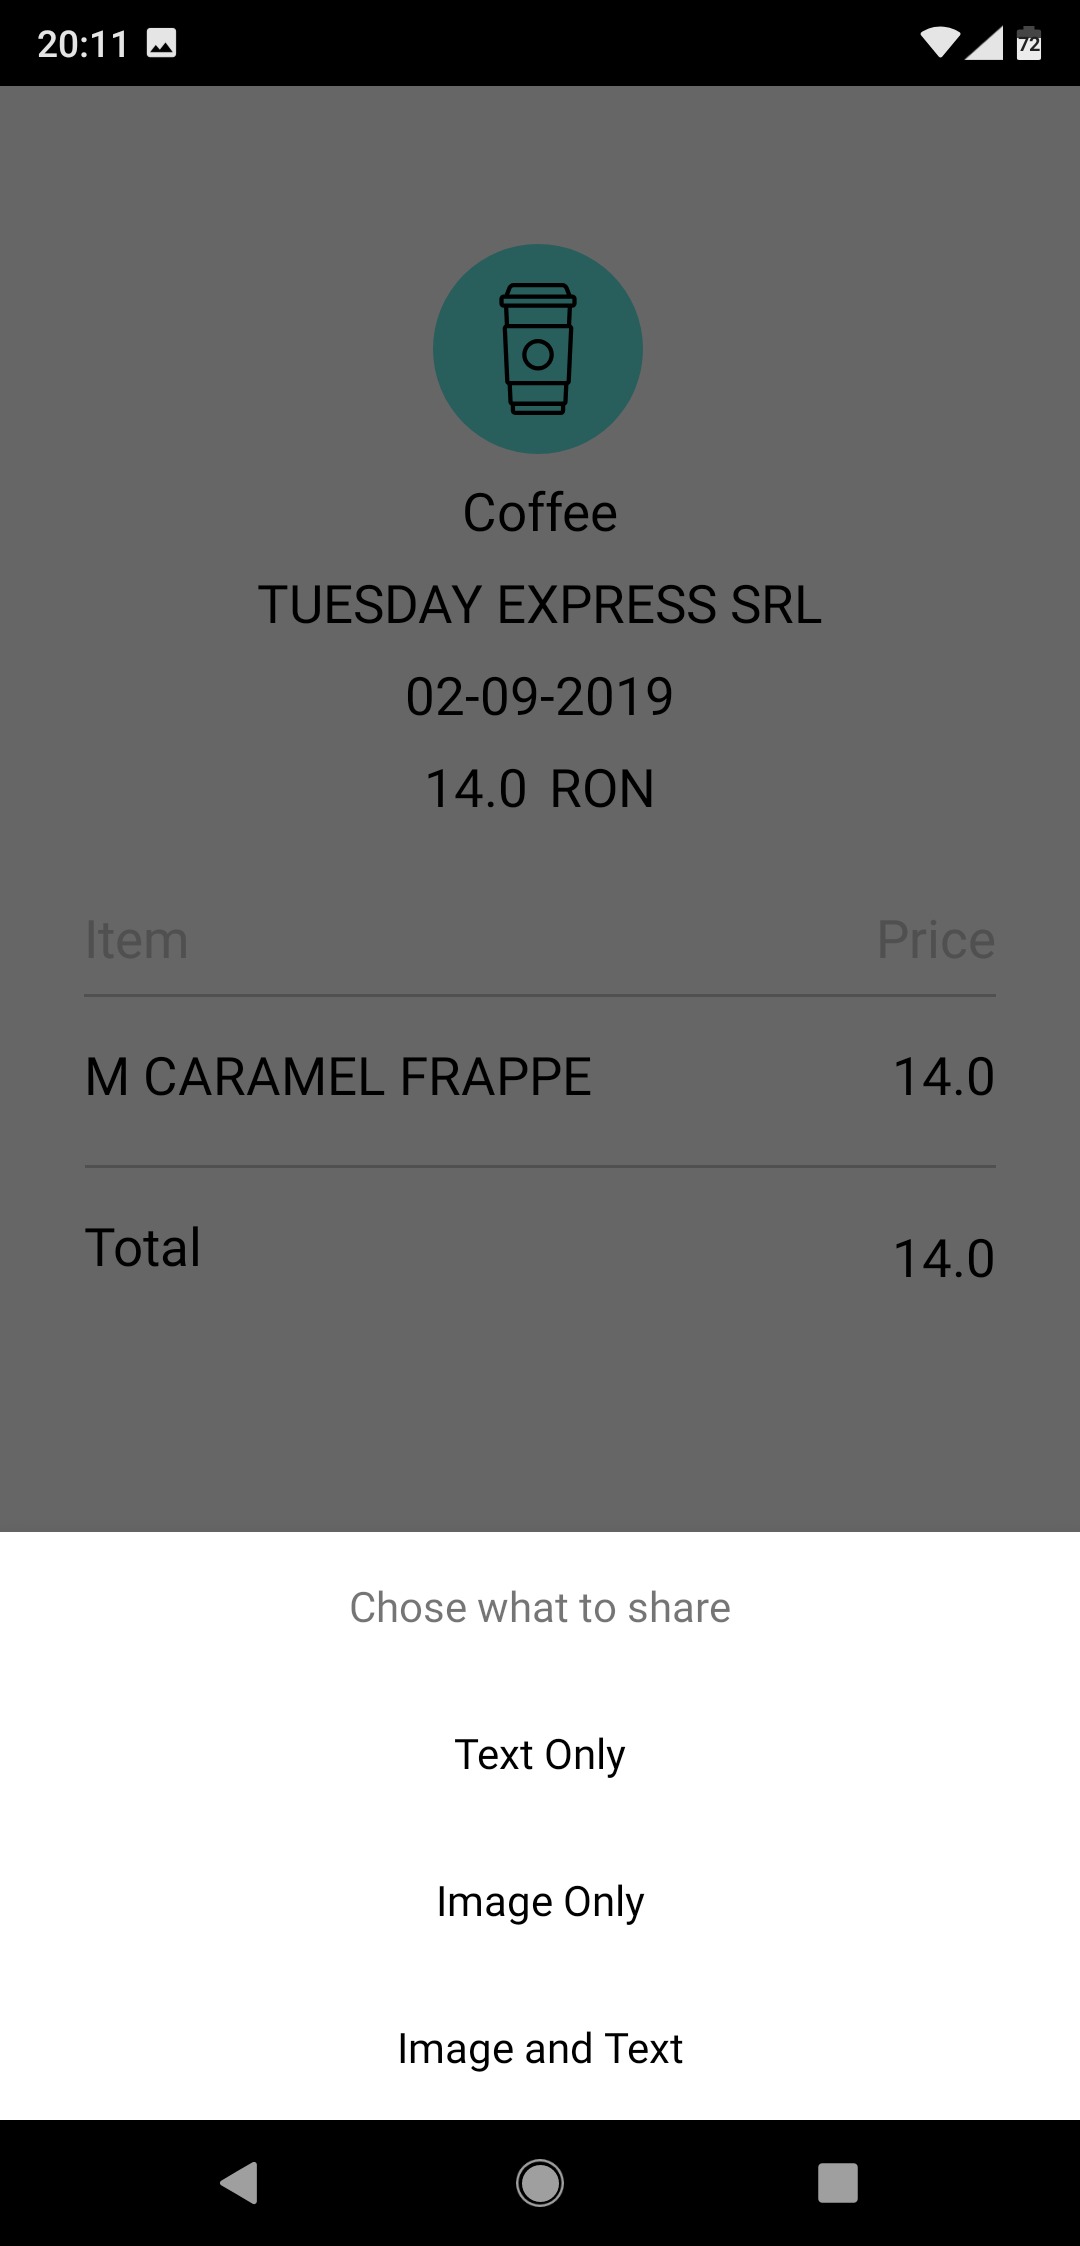 20:11
72
Coffee
TUESDAY EXPRESS SRL
02-09-2019
14.0 RON
Item Price
M CARAMEL FRAPPE 14.0
Total 14.0
Chose what to share
Text Only
Image Only
Image and Text